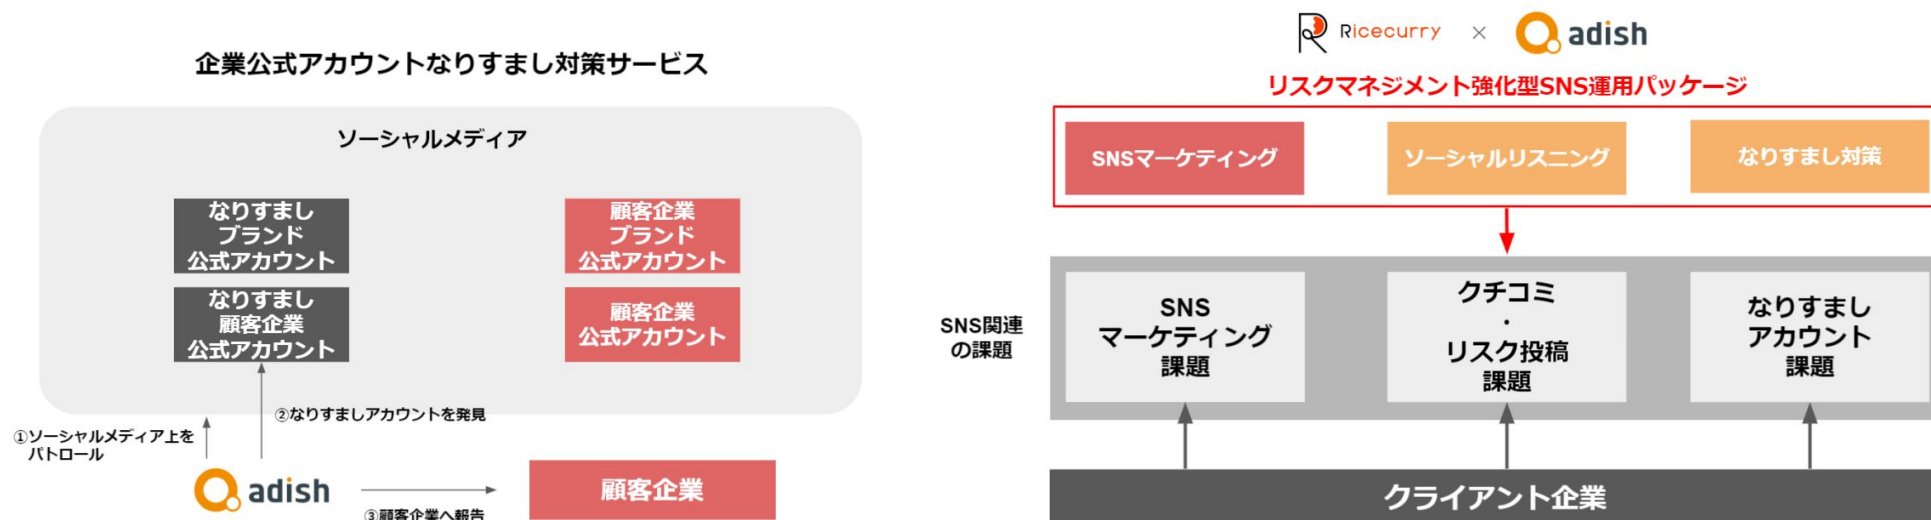 企業公式アカウントなりすまし対策サービス
ソーシャルメディア
なりすまし
ブランド
公式アカウント
顧客企業
ブランド
公式アカウント
なりすまし
顧客企業
公式アカウント
顧客企業
公式アカウント
①ソーシャルメディア上を
パトロール
②なりすましアカウントを発見
adish
③顧客企業へ報告
顧客企業
Ricecurry × adish
リスクマネジメント強化型SNS運用パッケージ
SNSマーケティング
ソーシャルリスニング
なりすまし対策
SNS関連
の課題
SNS
マーケティング
課題
クチコミ
・
リスク投稿
課題
なりすまし
アカウント
課題
クライアント企業